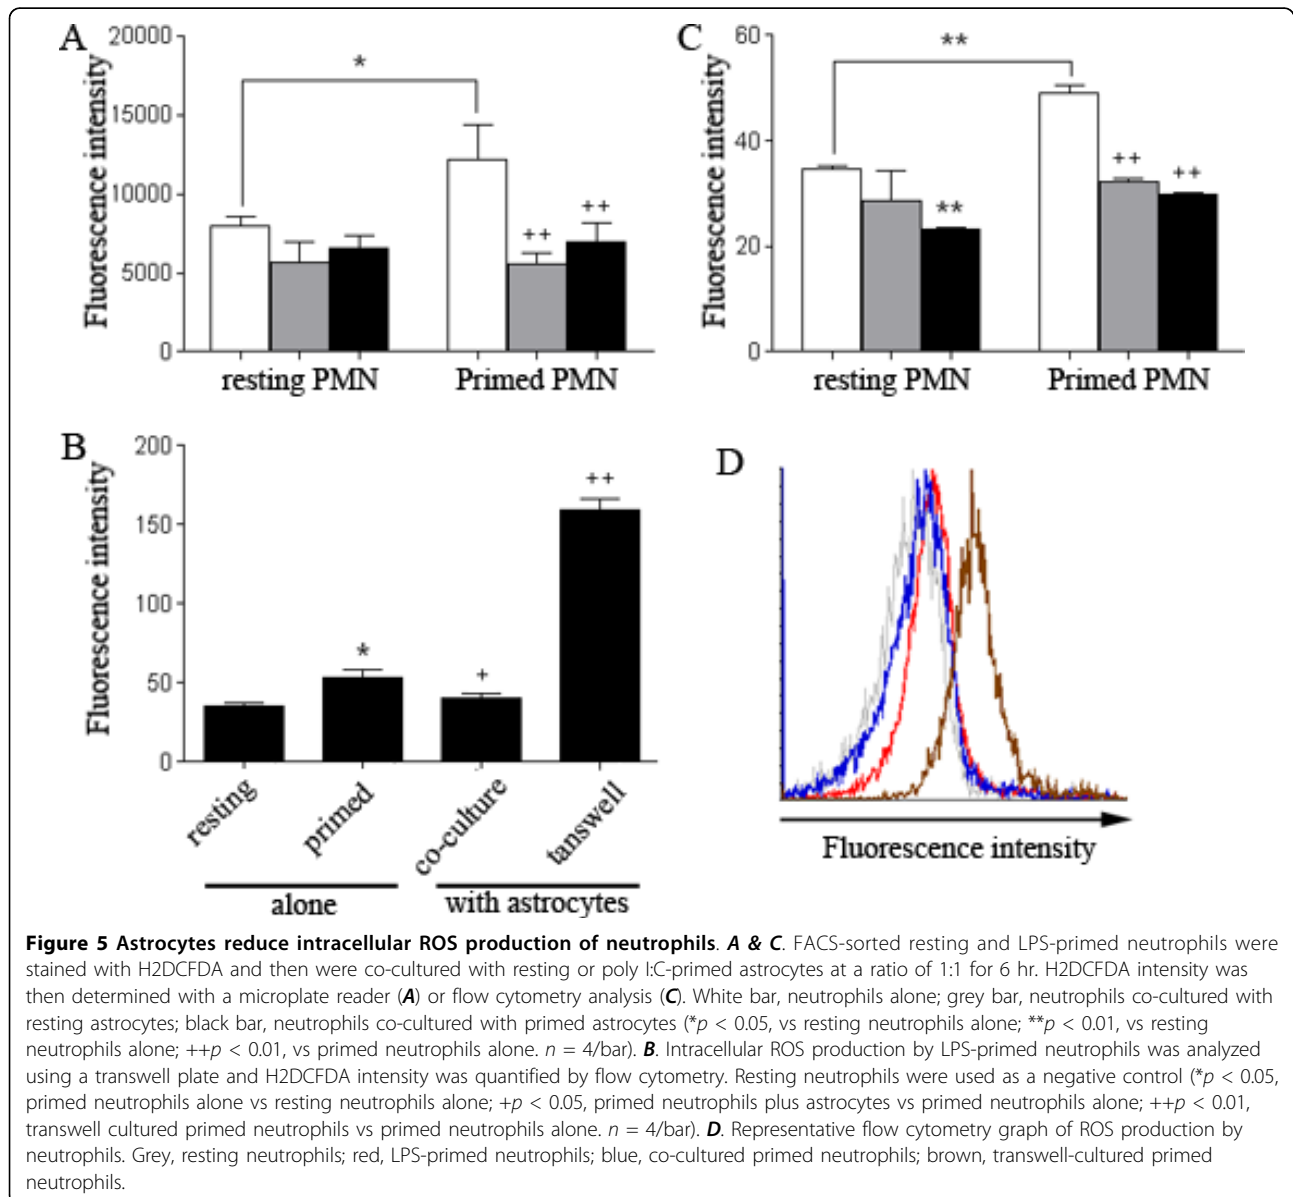 A
20000
15000
10000
5000
0
Fluorescence intensity
*
++
++
resting PMN
Primed PMN
C
60
40
20
0
Fluorescence intensity
**
**
++
++
resting PMN
Primed PMN
B
200
150
100
50
0
Fluorescence intensity
*
+
++
resting
primed
co-culture
tanswell
alone
with astrocytes
D
Fluorescence intensity
Figure 5 Astrocytes reduce intracellular ROS production of neutrophils. A & C. FACS-sorted resting and LPS-primed neutrophils were
stained with H2DCFDA and then were co-cultured with resting or poly I:C-primed astrocytes at a ratio of 1:1 for 6 hr. H2DCFDA intensity was
then determined with a microplate reader (A) or flow cytometry analysis (C). White bar, neutrophils alone; grey bar, neutrophils co-cultured with
resting astrocytes; black bar, neutrophils co-cultured with primed astrocytes (*p < 0.05, vs resting neutrophils alone; **p < 0.01, vs resting
neutrophils alone; ++p < 0.01, vs primed neutrophils alone. n = 4/bar). B. Intracellular ROS production by LPS-primed neutrophils was analyzed
using a transwell plate and H2DCFDA intensity was quantified by flow cytometry. Resting neutrophils were used as a negative control (*p < 0.05,
primed neutrophils alone vs resting neutrophils alone; +p < 0.05, primed neutrophils plus astrocytes vs primed neutrophils alone; ++p < 0.01,
transwell cultured primed neutrophils vs primed neutrophils alone. n = 4/bar). D. Representative flow cytometry graph of ROS production by
neutrophils. Grey, resting neutrophils; red, LPS-primed neutrophils; blue, co-cultured primed neutrophils; brown, transwell-cultured primed
neutrophils.